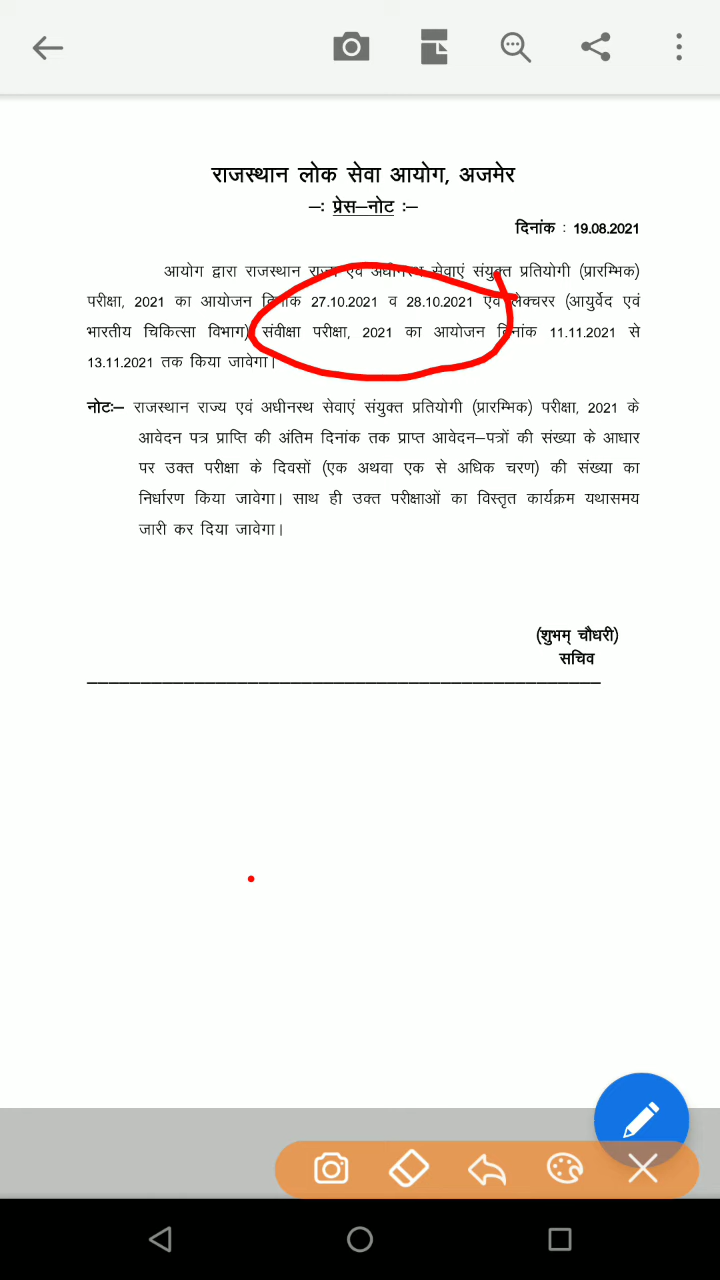 राजस्थान लोक सेवा आयोग, अजमेर
–: प्रेस–नोट :–
दिनांक : 19.08.2021
आयोग द्वारा राजस्थान राज्य एवं अधीनस्थ सेवाएं संयुक्त प्रतियोगी (प्रारम्भिक)
परीक्षा, 2021 का आयोजन दिनांक 27.10.2021 व 28.10.2021 एवं लेक्चरर (आयुर्वेद एवं
भारतीय चिकित्सा विभाग) संवीक्षा परीक्षा, 2021 का आयोजन दिनांक 11.11.2021 से
13.11.2021 तक किया जावेगा।
नोटः– राजस्थान राज्य एवं अधीनस्थ सेवाएं संयुक्त प्रतियोगी (प्रारम्भिक) परीक्षा, 2021 के
आवेदन पत्र प्राप्ति की अंतिम दिनांक तक प्राप्त आवेदन–पत्रों की संख्या के आधार
पर उक्त परीक्षा के दिवसों (एक अथवा एक से अधिक चरण) की संख्या का
निर्धारण किया जावेगा। साथ ही उक्त परीक्षाओं का विस्तृत कार्यक्रम यथासमय
जारी कर दिया जावेगा।
(शुभम् चौधरी)
सचिव